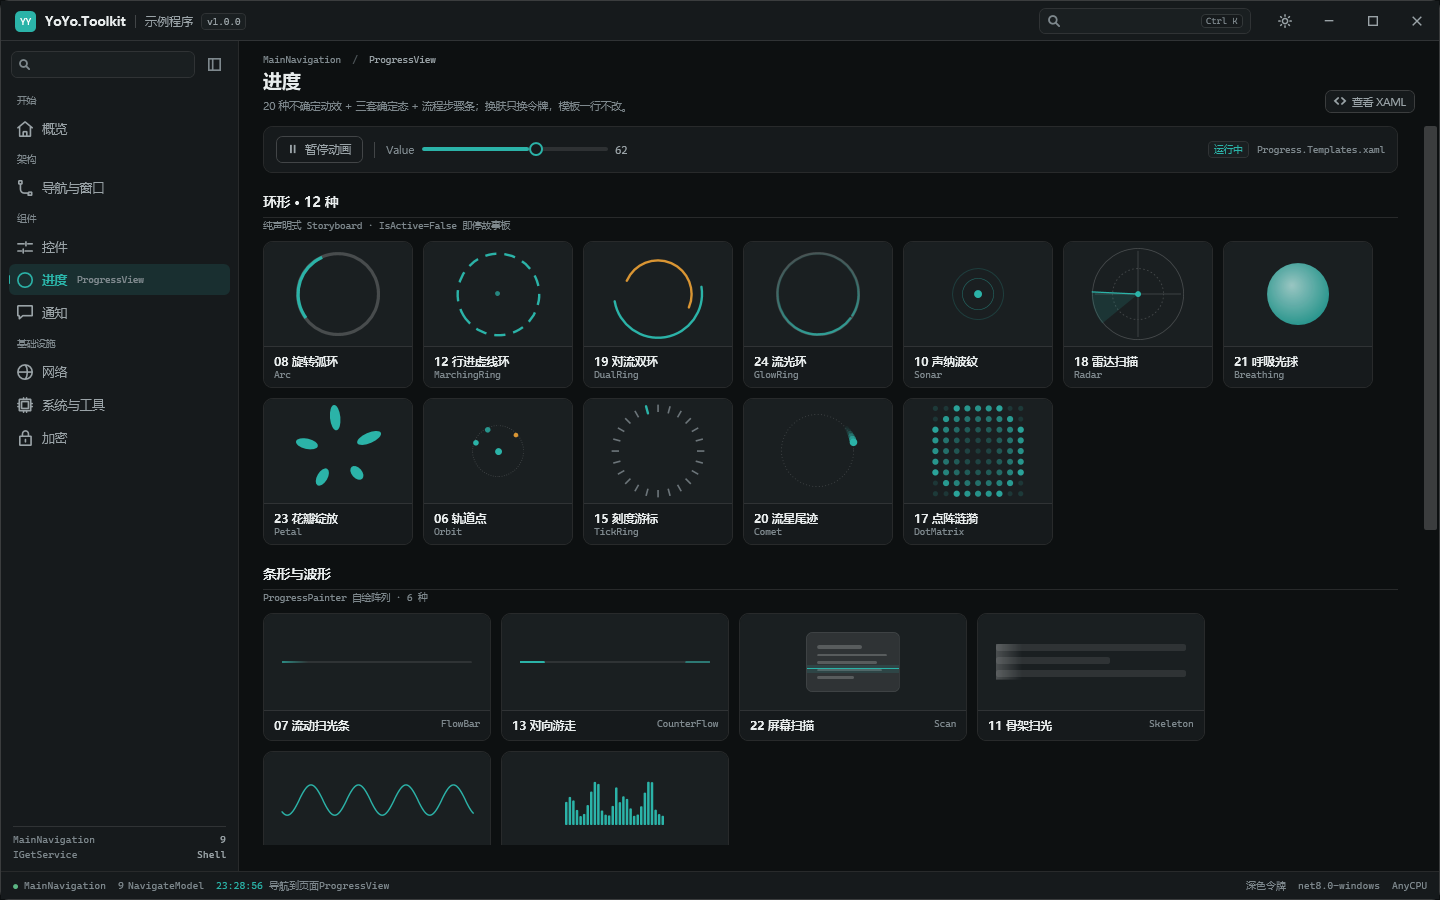 YY YoYo.Toolkit 示例程序 v1.0.0 Ctrl K
MainNavigation / ProgressView
进度
20 种不确定动效 + 三套确定态 + 流程步骤条；换肤只换令牌，模板一行不改。
查看 XAML
开始
概览
架构
导航与窗口
组件
控件
进度 ProgressView
通知
基础设施
网络
系统与工具
加密
暂停动画 Value 62 运行中 Progress.Templates.xaml
环形 • 12 种
纯声明式 Storyboard · IsActive=False 即停故事板
08 旋转弧环
Arc
12 行进虚线环
MarchingRing
19 对流双环
DualRing
24 流光环
GlowRing
10 声纳波纹
Sonar
18 雷达扫描
Radar
21 呼吸光球
Breathing
23 花瓣绽放
Petal
06 轨道点
Orbit
15 刻度游标
TickRing
20 流星尾迹
Comet
17 点阵涟漪
DotMatrix
条形与波形
ProgressPainter 自绘阵列 · 6 种
07 流动扫光条 FlowBar
13 对向游走 CounterFlow
22 屏幕扫描 Scan
11 骨架扫光 Skeleton
MainNavigation 9
IGetService Shell
MainNavigation 9 NavigateModel 23:28:56 导航到页面ProgressView
深色令牌 net8.0-windows AnyCPU